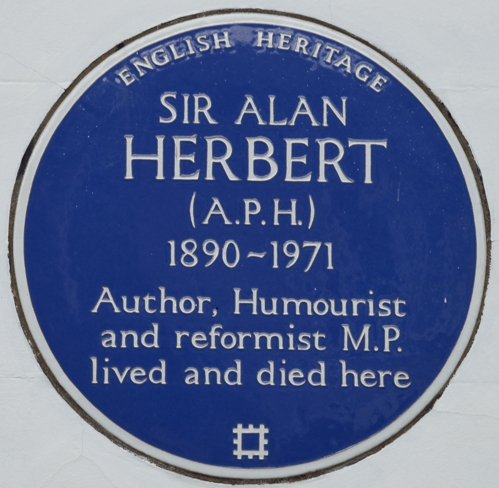 ENGLISH HERITAGE
SIR ALAN
HERBERT
(A.P.H.)
1890~1971
Author, Humourist
and reformist M.P.
lived and died here